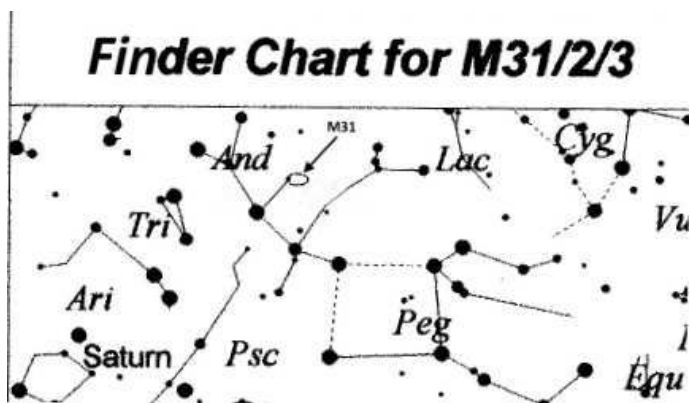 Finder Chart for M31/2/3
M31
And
Lac
Cyg
Tri
Vu
Ari
Peg
Saturn
Psc
Equ